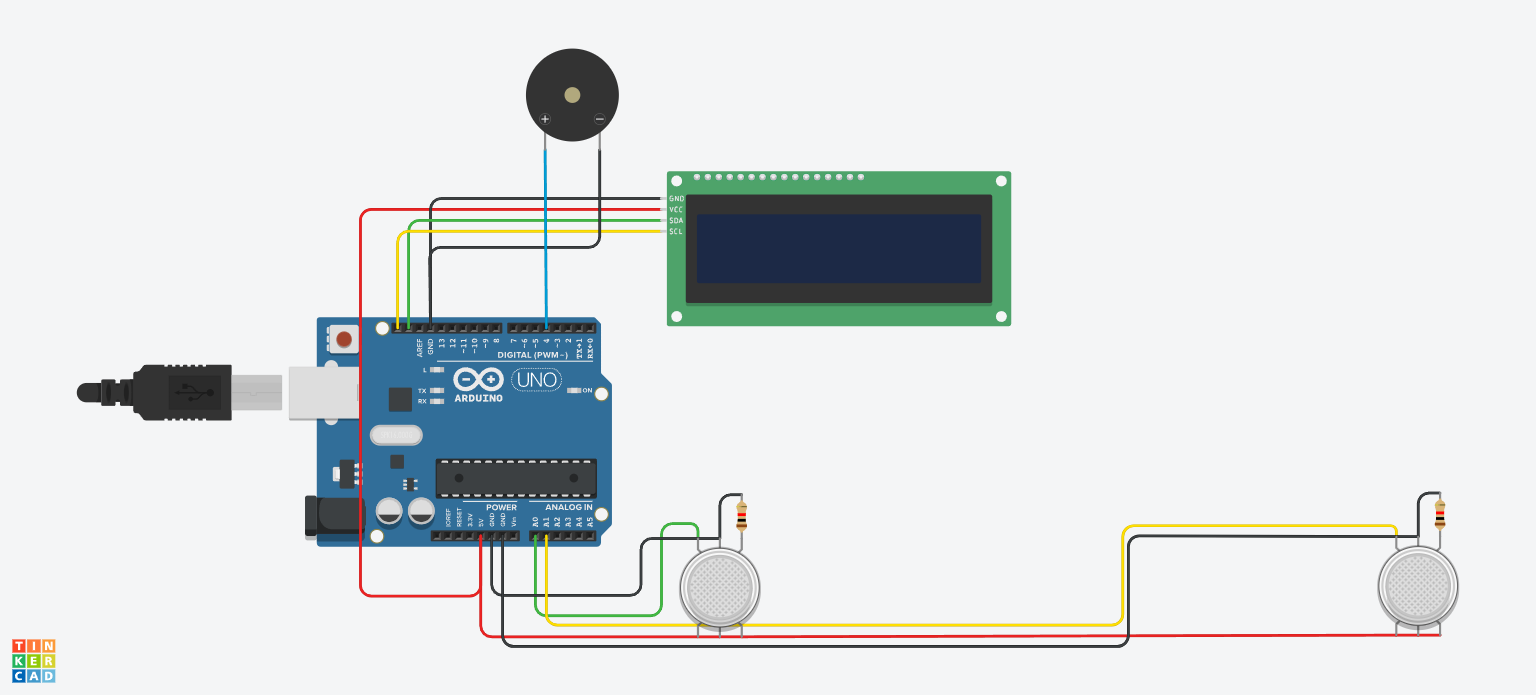 + −
GND
VCC
SDA
SCL
AREF
GND
13
12
~11
~10
~9
8
7
~6
~5
4
~3
2
TX→1
RX←0
DIGITAL (PWM~)
L
TX
RX
UNO
ON
ARDUINO
POWER
ANALOG IN
IOREF
RESET
3.3V
5V
GND
GND
Vin
A0
A1
A2
A3
A4
A5
TIN
KER
CAD